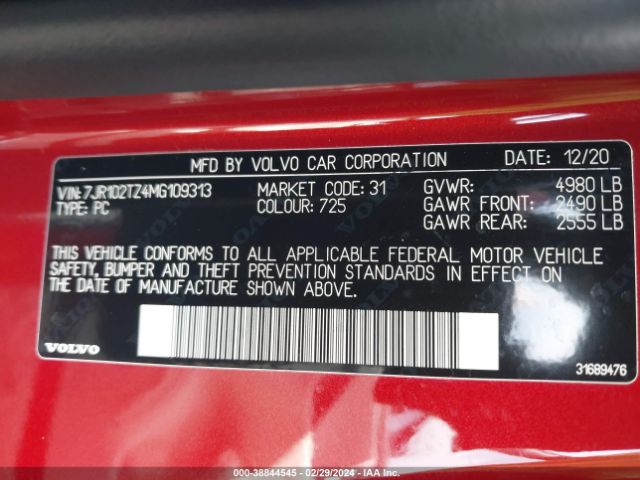 MFD BY VOLVO CAR CORPORATION DATE: 12/20
VIN: 7JR102TZ4MG109313 MARKET CODE: 31 GVWR: 4980 LB
TYPE: PC COLOUR: 725 GAWR FRONT: 2490 LB
GAWR REAR: 2555 LB
THIS VEHICLE CONFORMS TO ALL APPLICABLE FEDERAL MOTOR VEHICLE
SAFETY, BUMPER AND THEFT PREVENTION STANDARDS IN EFFECT ON
THE DATE OF MANUFACTURE SHOWN ABOVE.
VOLVO
31689476
000-38844545 - 02/29/2024 - IAA Inc.